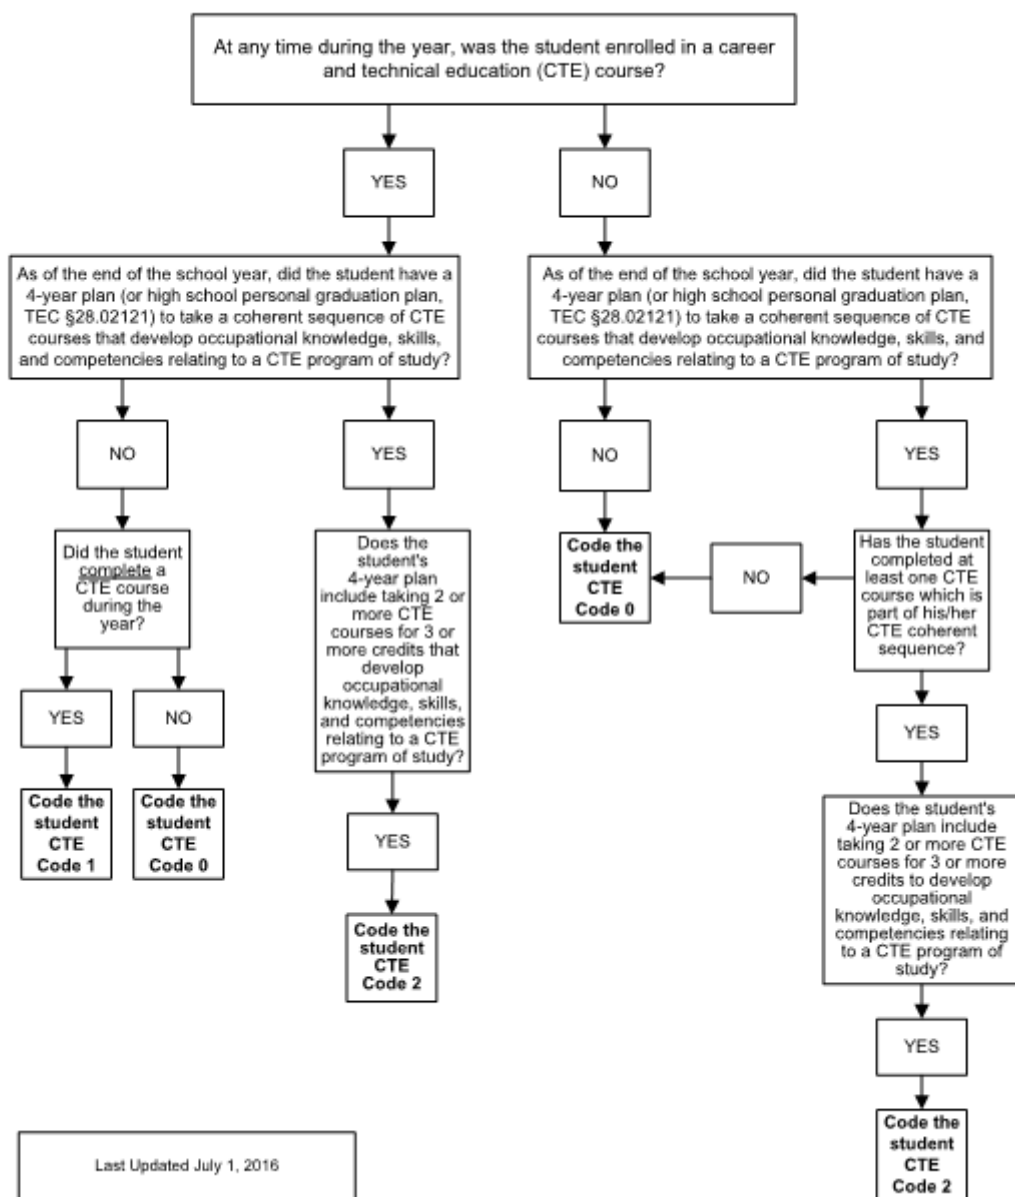 At any time during the year, was the student enrolled in a career
and technical education (CTE) course?
YES
NO
As of the end of the school year, did the student have a
4-year plan (or high school personal graduation plan,
TEC §28.02121) to take a coherent sequence of CTE
courses that develop occupational knowledge, skills,
and competencies relating to a CTE program of study?
As of the end of the school year, did the student have a
4-year plan (or high school personal graduation plan,
TEC §28.02121) to take a coherent sequence of CTE
courses that develop occupational knowledge, skills, and
competencies relating to a CTE program of study?
NO
YES
NO
YES
Did the student
complete a
CTE course
during the
year?
Does the
student's
4-year plan
include taking 2 or
more CTE
courses for 3 or
more credits that
develop
occupational
knowledge, skills,
and competencies
relating to a CTE
program of study?
Code the
student
CTE
Code 0
NO
Has the student
completed at
least one CTE
course which is
part of his/her
CTE coherent
sequence?
YES
NO
YES
Code the
student
CTE
Code 1
Code the
student
CTE
Code 0
YES
Does the student's
4-year plan include
taking 2 or more CTE
courses for 3 or more
credits to develop
occupational
knowledge, skills, and
competencies relating
to a CTE program of
study?
Code the
student
CTE
Code 2
YES
Code the
student
CTE
Code 2
Last Updated July 1, 2016